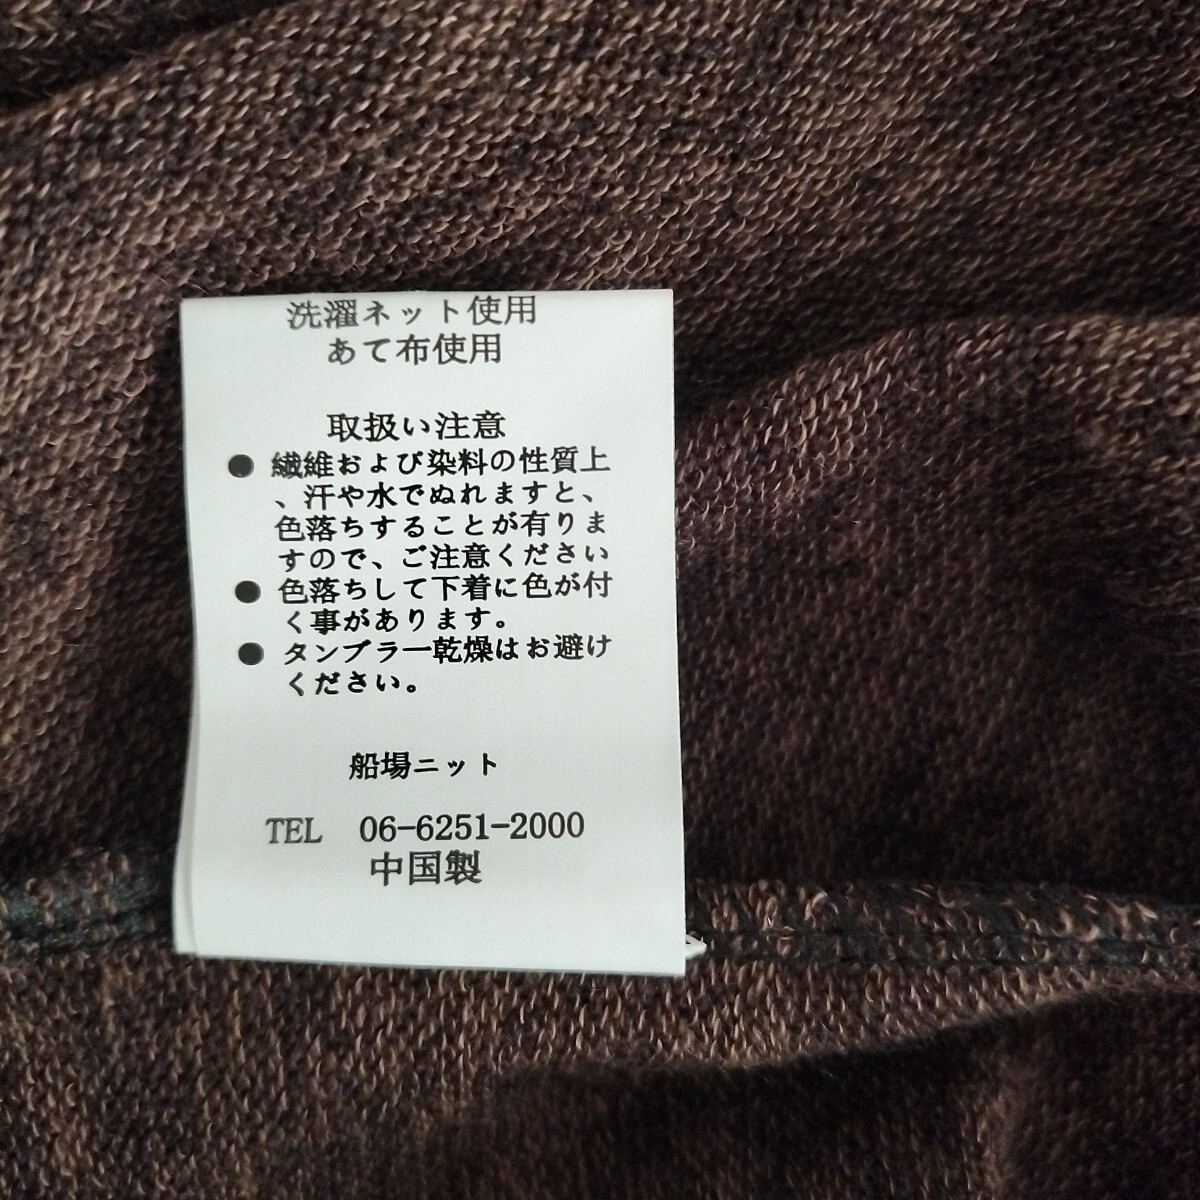 洗濯ネット使用
あて布使用
取扱い注意
● 繊維および染料の性質上
、汗や水でぬれますと、
色落ちすることが有りま
すので、ご注意ください
● 色落ちして下着に色が付
く事があります。
● タンブラー乾燥はお避け
ください。
船場ニット
TEL 06-6251-2000
中国製